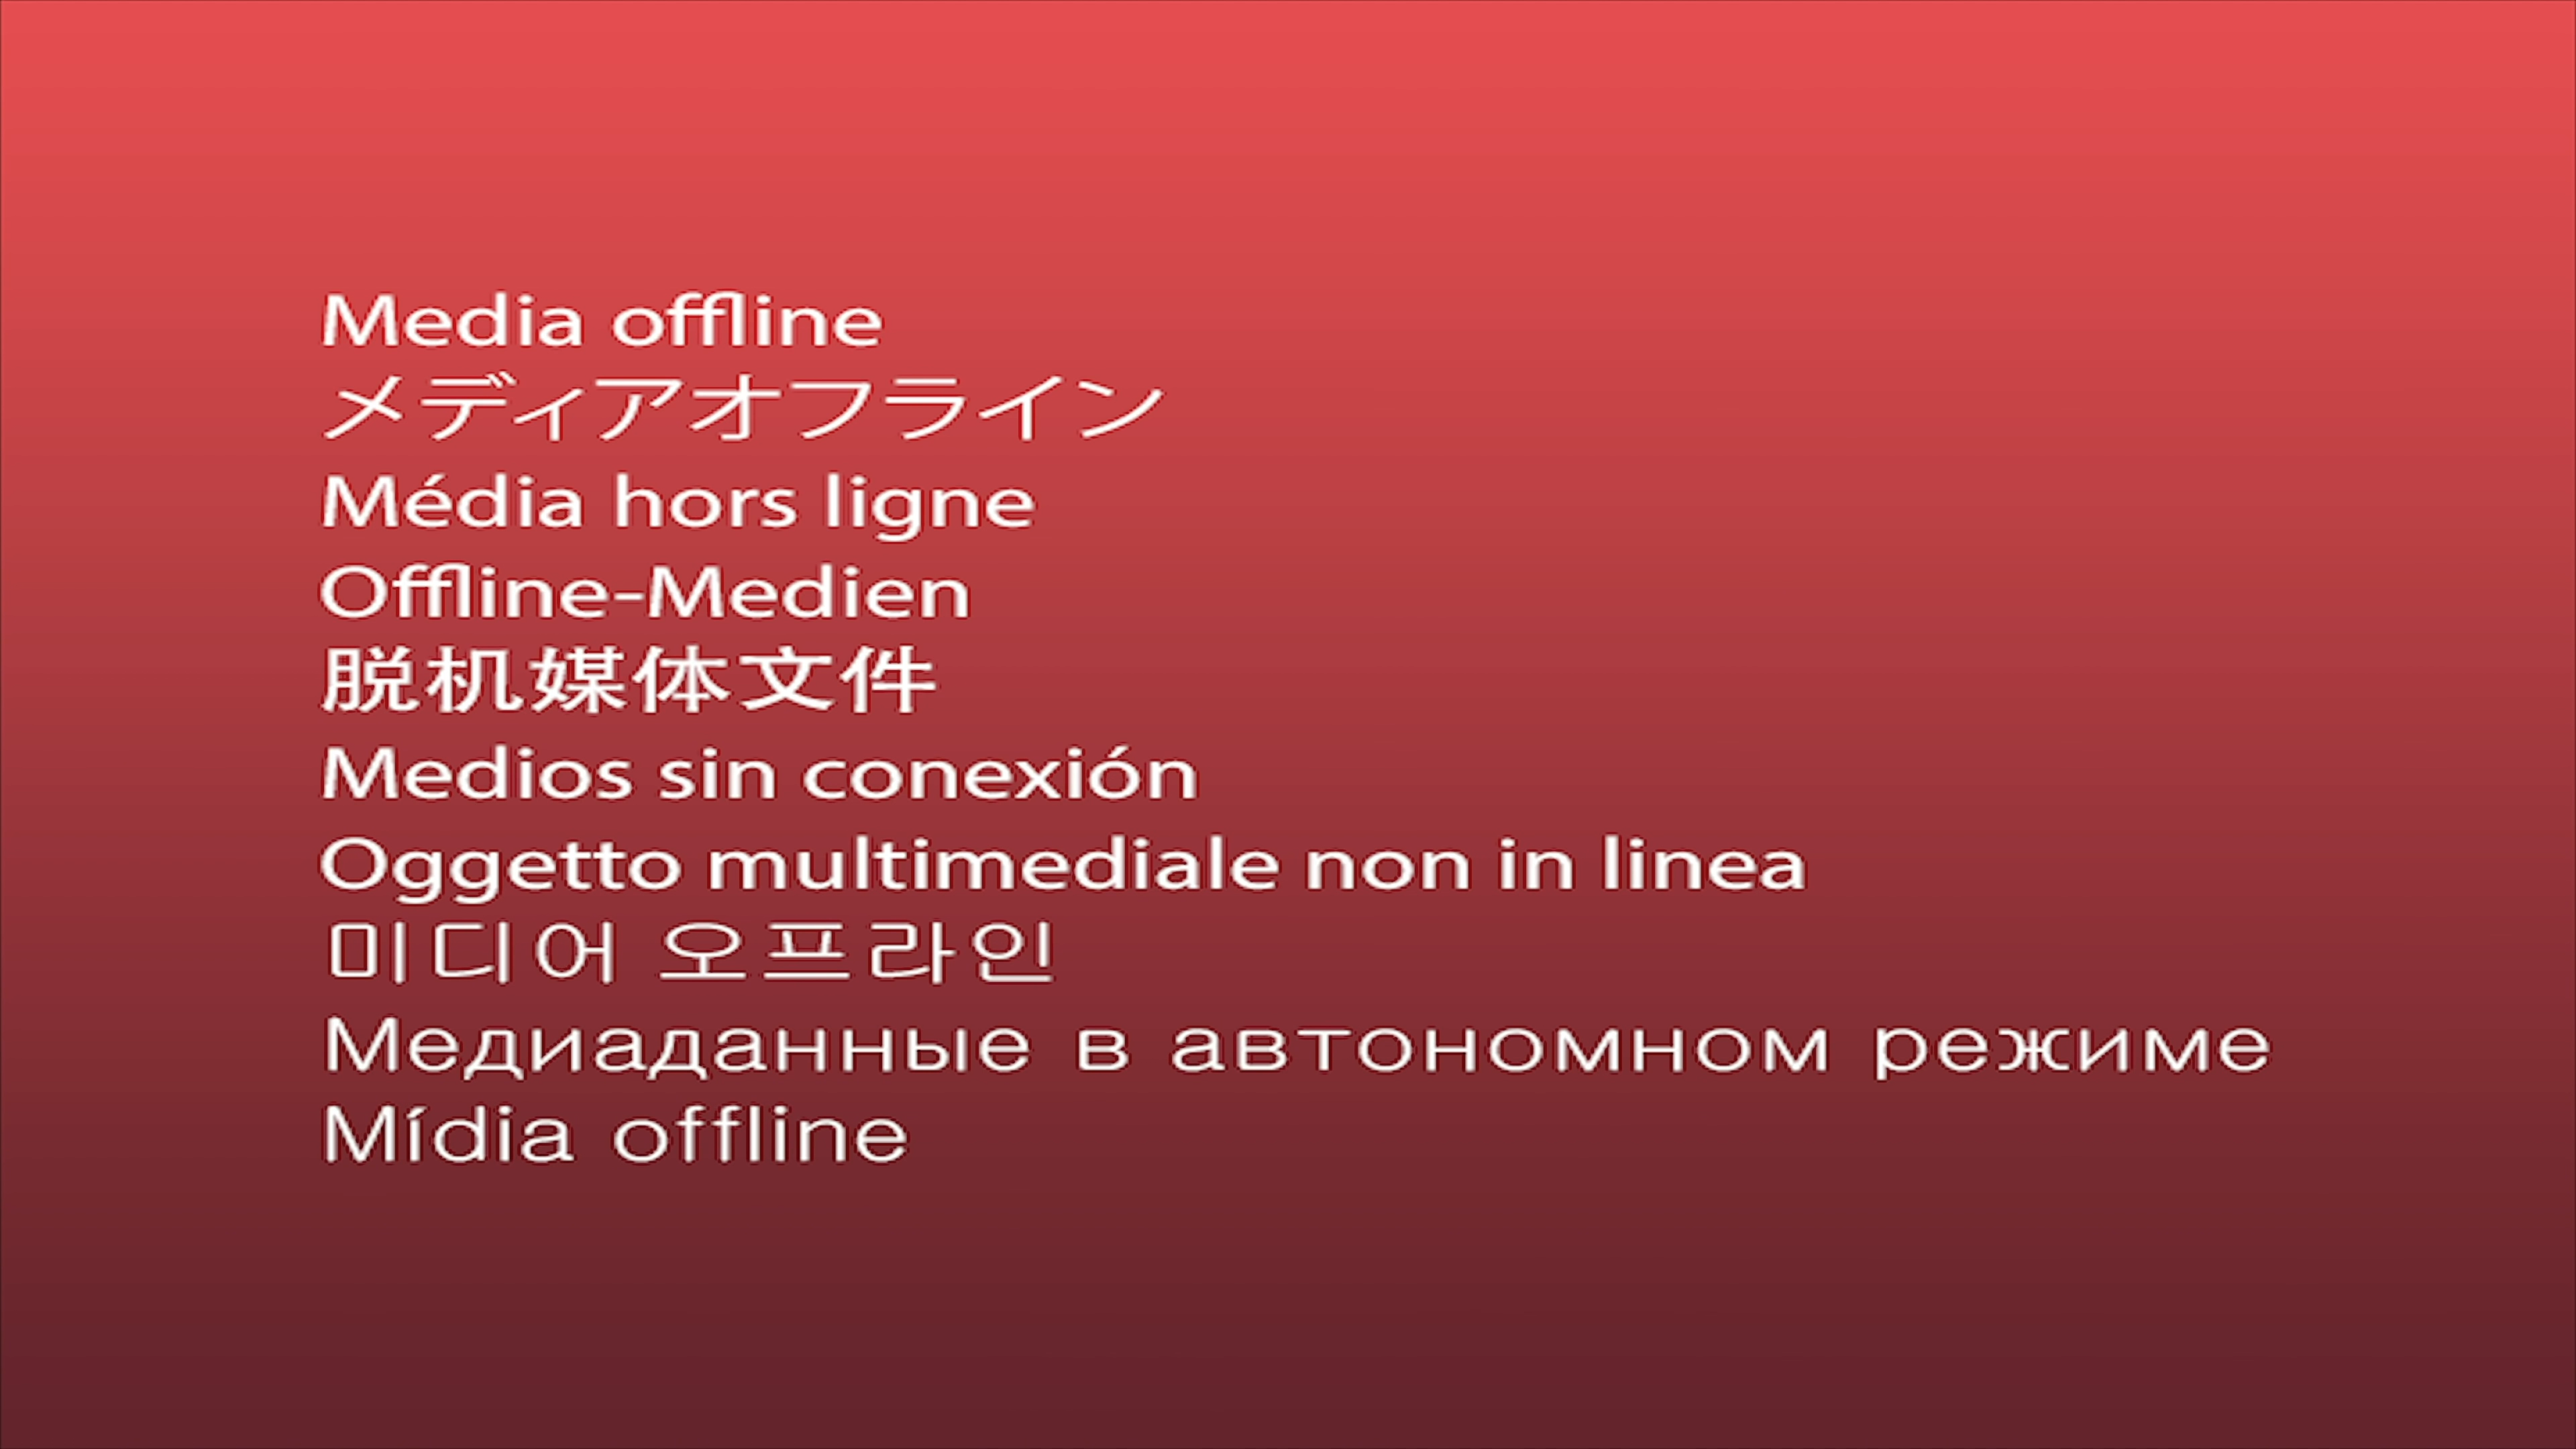 Media offline
メディアオフライン
Média hors ligne
Offline-Medien
脱机媒体文件
Medios sin conexión
Oggetto multimediale non in linea
미디어 오프라인
Медиаданные в автономном режиме
Mídia offline